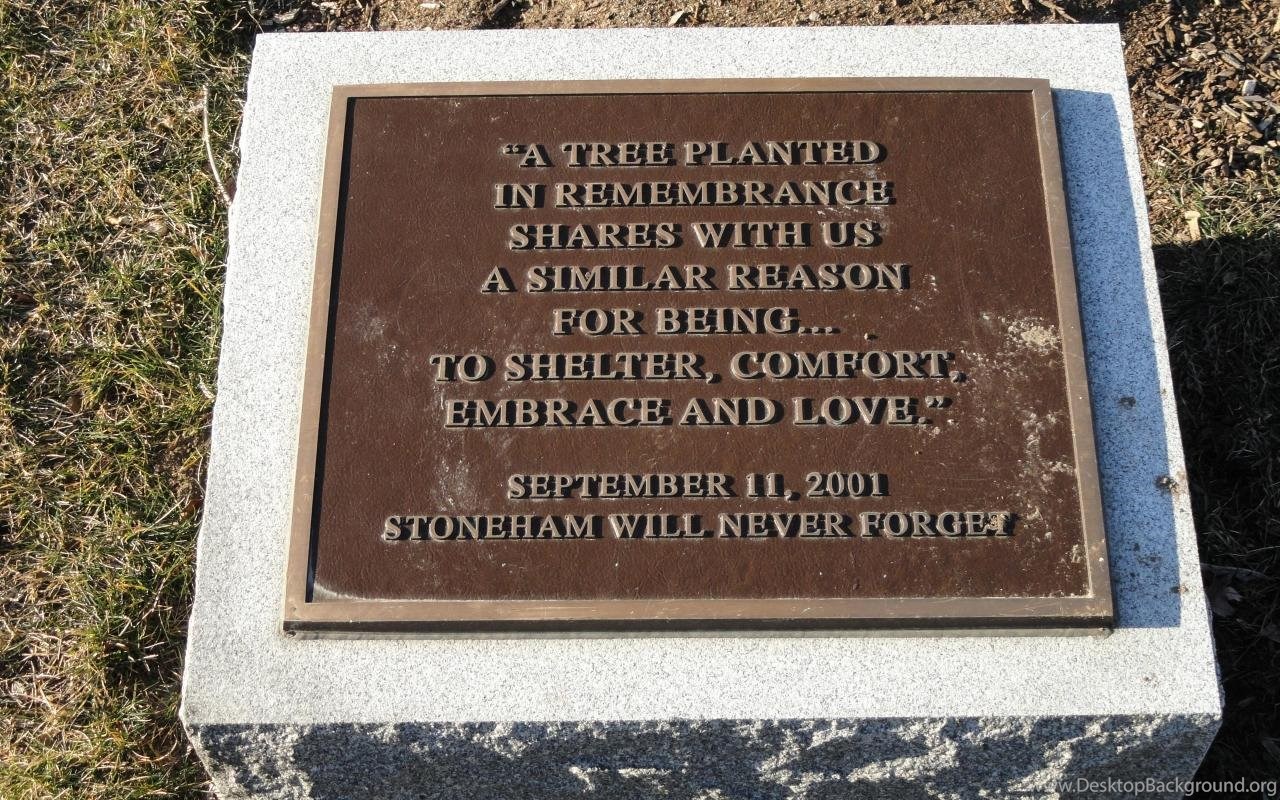 “A TREE PLANTED
IN REMEMBRANCE
SHARES WITH US
A SIMILAR REASON
FOR BEING...
TO SHELTER, COMFORT,
EMBRACE AND LOVE.”
SEPTEMBER 11, 2001
STONEHAM WILL NEVER FORGET
www.DesktopBackground.org